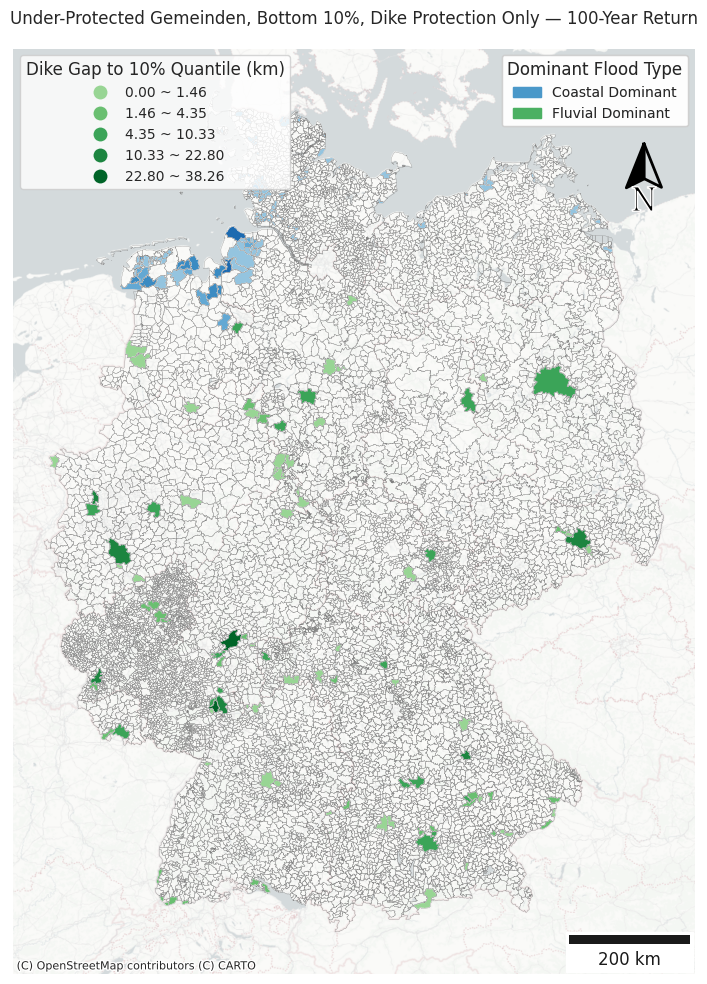 Under-Protected Gemeinden, Bottom 10%, Dike Protection Only — 100-Year Return
Dike Gap to 10% Quantile (km)
0.00 ~ 1.46
1.46 ~ 4.35
4.35 ~ 10.33
10.33 ~ 22.80
22.80 ~ 38.26
Dominant Flood Type
Coastal Dominant
Fluvial Dominant
N
200 km
(C) OpenStreetMap contributors (C) CARTO